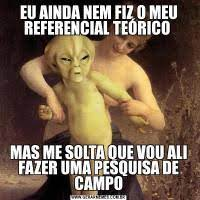 EU AINDA NEM FIZ O MEU
REFERENCIAL TEÓRICO
MAS ME SOLTA QUE VOU ALI
FAZER UMA PESQUISA DE
CAMPO